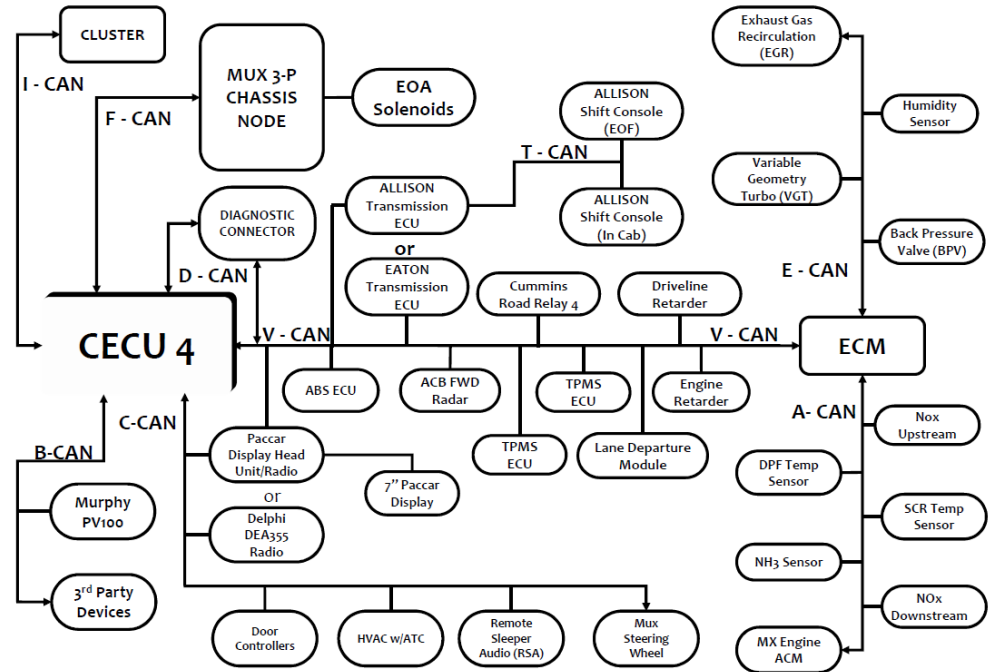 CLUSTER
I - CAN
F - CAN
MUX 3-P
CHASSIS
NODE
EOA
Solenoids
DIAGNOSTIC
CONNECTOR
D - CAN
CECU 4
V - CAN
ALLISON
Transmission
ECU
or
EATON
Transmission
ECU
T - CAN
ALLISON
Shift Console
(EOF)
ALLISON
Shift Console
(In Cab)
Cummins
Road Relay 4
Driveline
Retarder
V - CAN
ABS ECU
ACB FWD
Radar
TPMS
ECU
TPMS
ECU
Lane Departure
Module
Engine
Retarder
Exhaust Gas
Recirculation
(EGR)
Humidity
Sensor
Variable
Geometry
Turbo (VGT)
Back Pressure
Valve (BPV)
E - CAN
ECM
A- CAN
Nox
Upstream
DPF Temp
Sensor
SCR Temp
Sensor
NH3 Sensor
NOx
Downstream
MX Engine
ACM
B-CAN
Murphy
PV100
3rd Party
Devices
C-CAN
Paccar
Display Head
Unit/Radio
7” Paccar
Display
or
Delphi
DEA355
Radio
Door
Controllers
HVAC w/ATC
Remote
Sleeper
Audio (RSA)
Mux
Steering
Wheel